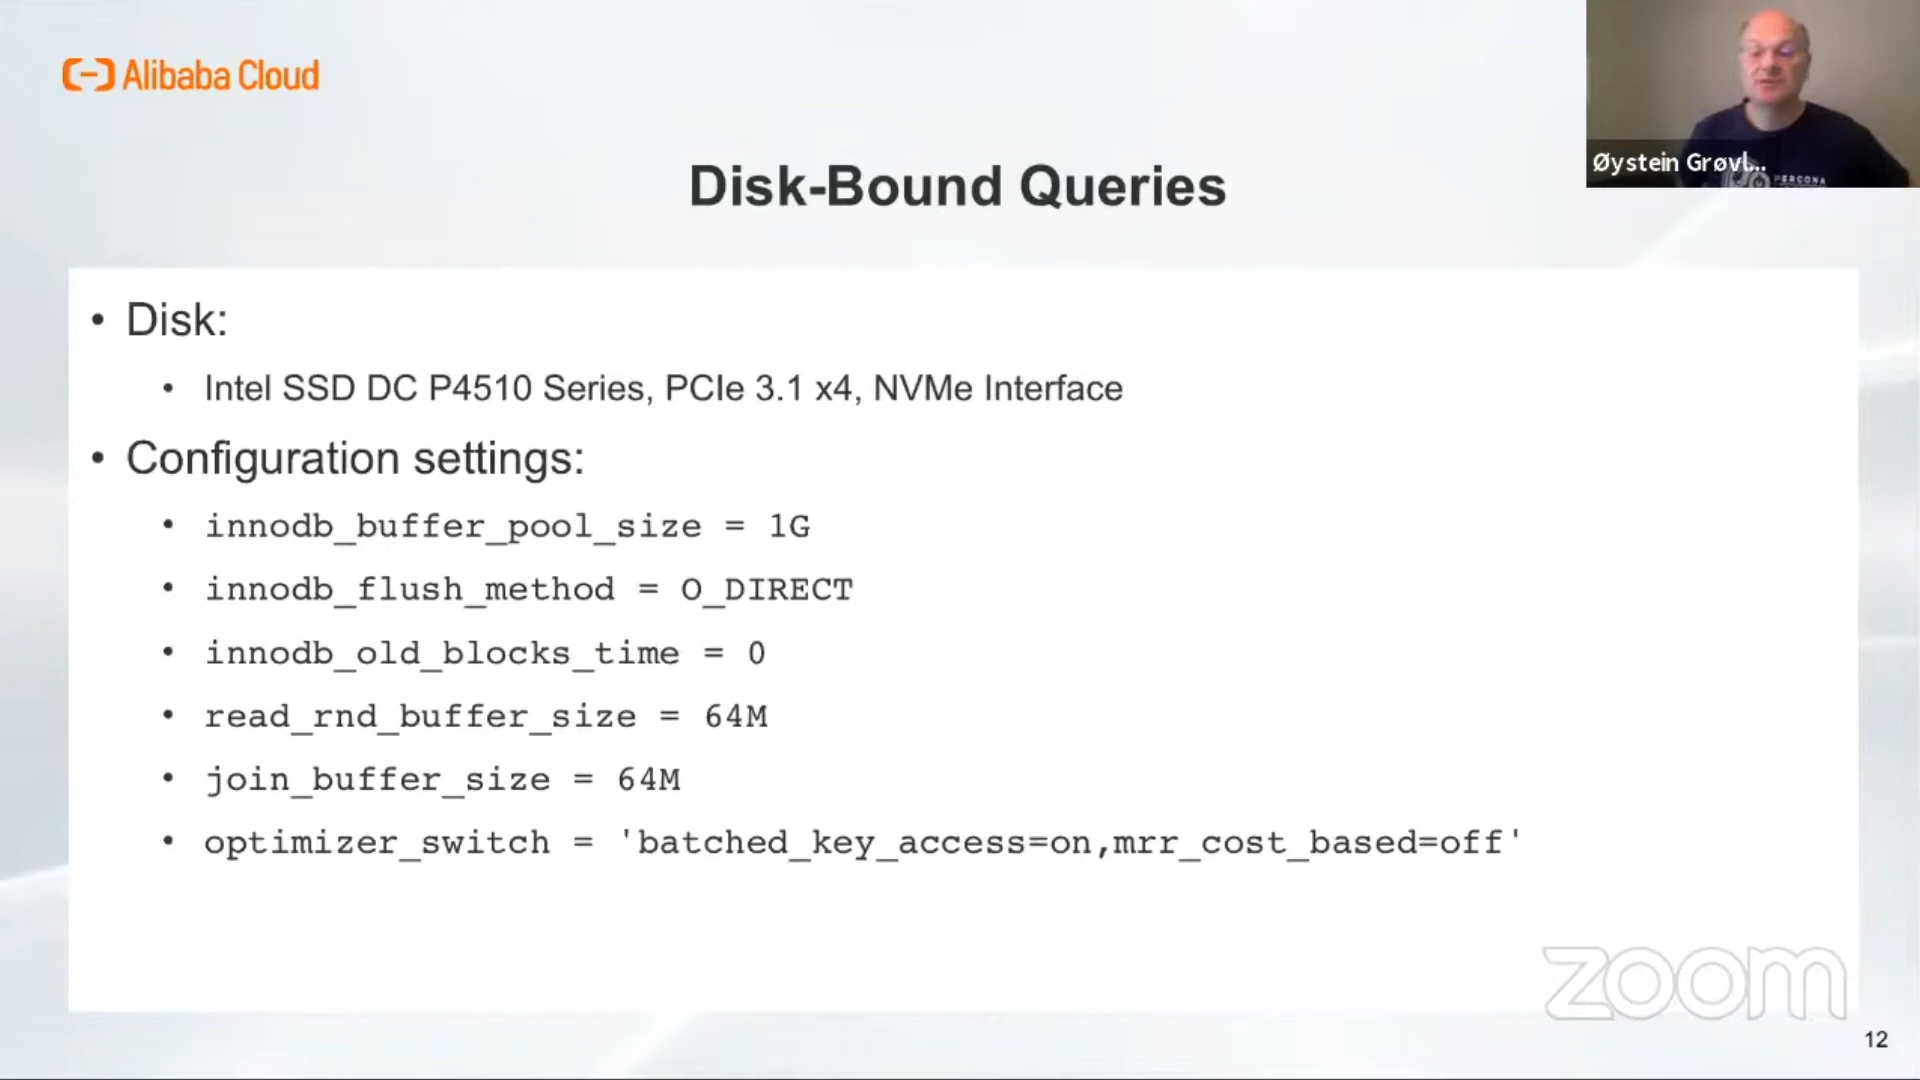 Alibaba Cloud
Øystein Grøvl...
PERCONA
Disk-Bound Queries
• Disk:
• Intel SSD DC P4510 Series, PCIe 3.1 x4, NVMe Interface
• Configuration settings:
• innodb_buffer_pool_size = 1G
• innodb_flush_method = O_DIRECT
• innodb_old_blocks_time = 0
• read_rnd_buffer_size = 64M
• join_buffer_size = 64M
• optimizer_switch = 'batched_key_access=on,mrr_cost_based=off'
zoom
12